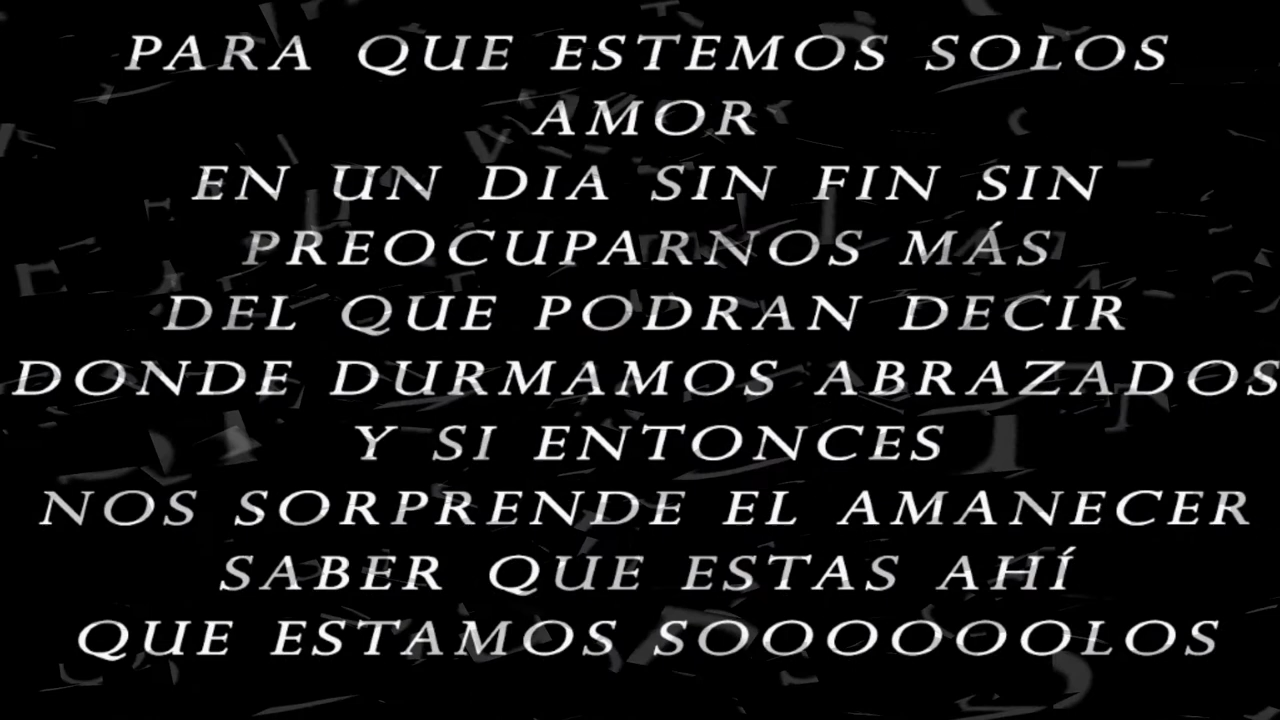 PARA QUE ESTEMOS SOLOS
AMOR
EN UN DIA SIN FIN SIN
PREOCUPARNOS MÁS
DEL QUE PODRAN DECIR
DONDE DURMAMOS ABRAZADOS
Y SI ENTONCES
NOS SORPRENDE EL AMANECER
SABER QUE ESTAS AHÍ
QUE ESTAMOS SOOOOOOLOS